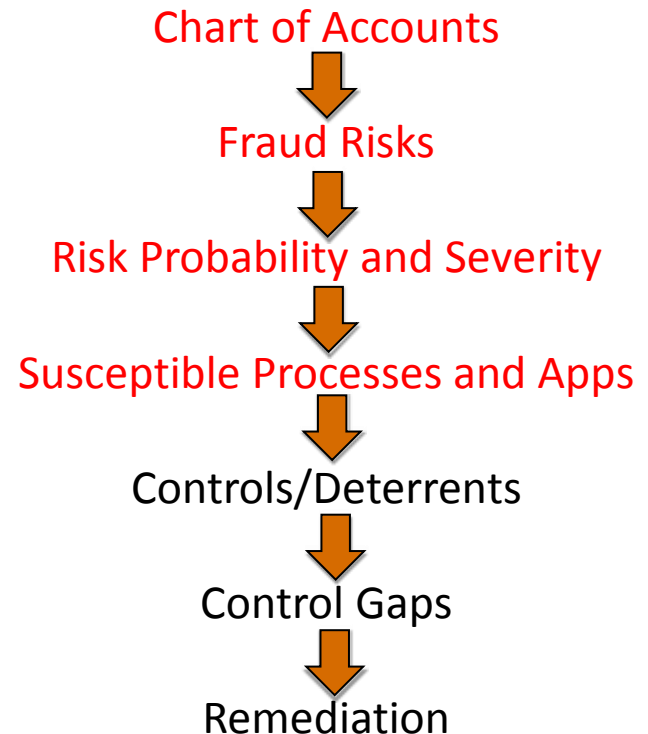 Chart of Accounts
Fraud Risks
Risk Probability and Severity
Susceptible Processes and Apps
Controls/Deterrents
Control Gaps
Remediation